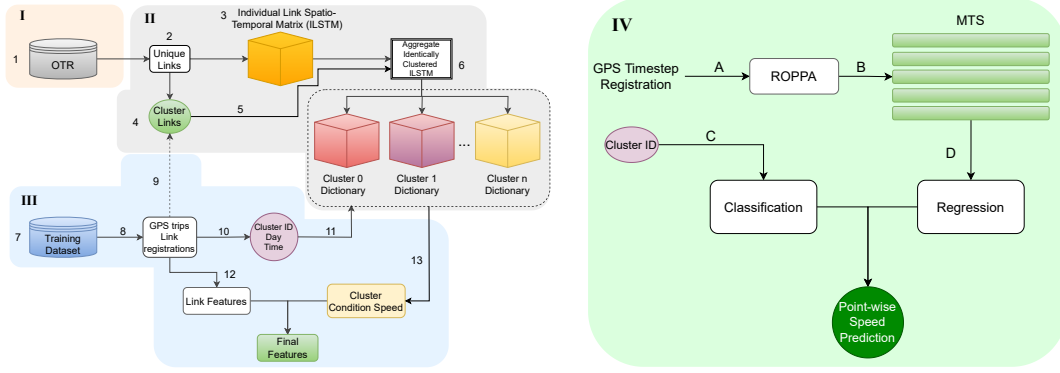 I
1
OTR
II
2
Unique
Links
3
Individual Link Spatio-
Temporal Matrix (ILSTM)
Aggregate
Identically
Clustered
ILSTM
6
4
Cluster
Links
5
Cluster 0
Dictionary
Cluster 1
Dictionary
...
Cluster n
Dictionary
9
III
7
Training
Dataset
8
GPS trips
Link
registrations
10
Cluster ID
Day
Time
11
12
13
Link Features
Cluster
Condition Speed
Final
Features
IV
MTS
GPS Timestep
Registration
A
ROPPA
B
Cluster ID
C
D
Classification
Regression
Point-wise
Speed
Prediction